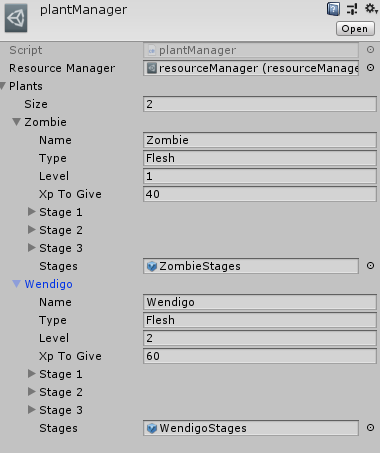 plantManager
Open
Script plantManager
Resource Manager resourceManager (resourceManage
Plants
Size 2
Zombie
Name Zombie
Type Flesh
Level 1
Xp To Give 40
Stage 1
Stage 2
Stage 3
Stages ZombieStages
Wendigo
Name Wendigo
Type Flesh
Level 2
Xp To Give 60
Stage 1
Stage 2
Stage 3
Stages WendigoStages